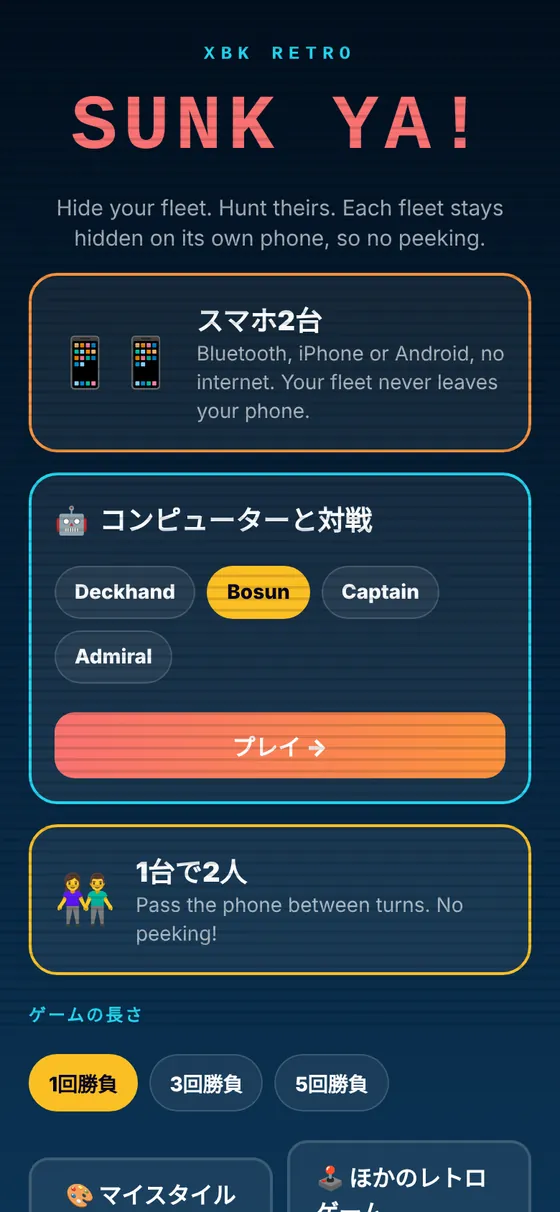 XBK RETRO
SUNK YA!
Hide your fleet. Hunt theirs. Each fleet stays
hidden on its own phone, so no peeking.
スマホ2台
Bluetooth, iPhone or Android, no
internet. Your fleet never leaves
your phone.
コンピューターと対戦
Deckhand
Bosun
Captain
Admiral
プレイ →
1台で2人
Pass the phone between turns. No
peeking!
ゲームの長さ
1回勝負
3回勝負
5回勝負
マイスタイル
ほかのレトロ
ゲーム